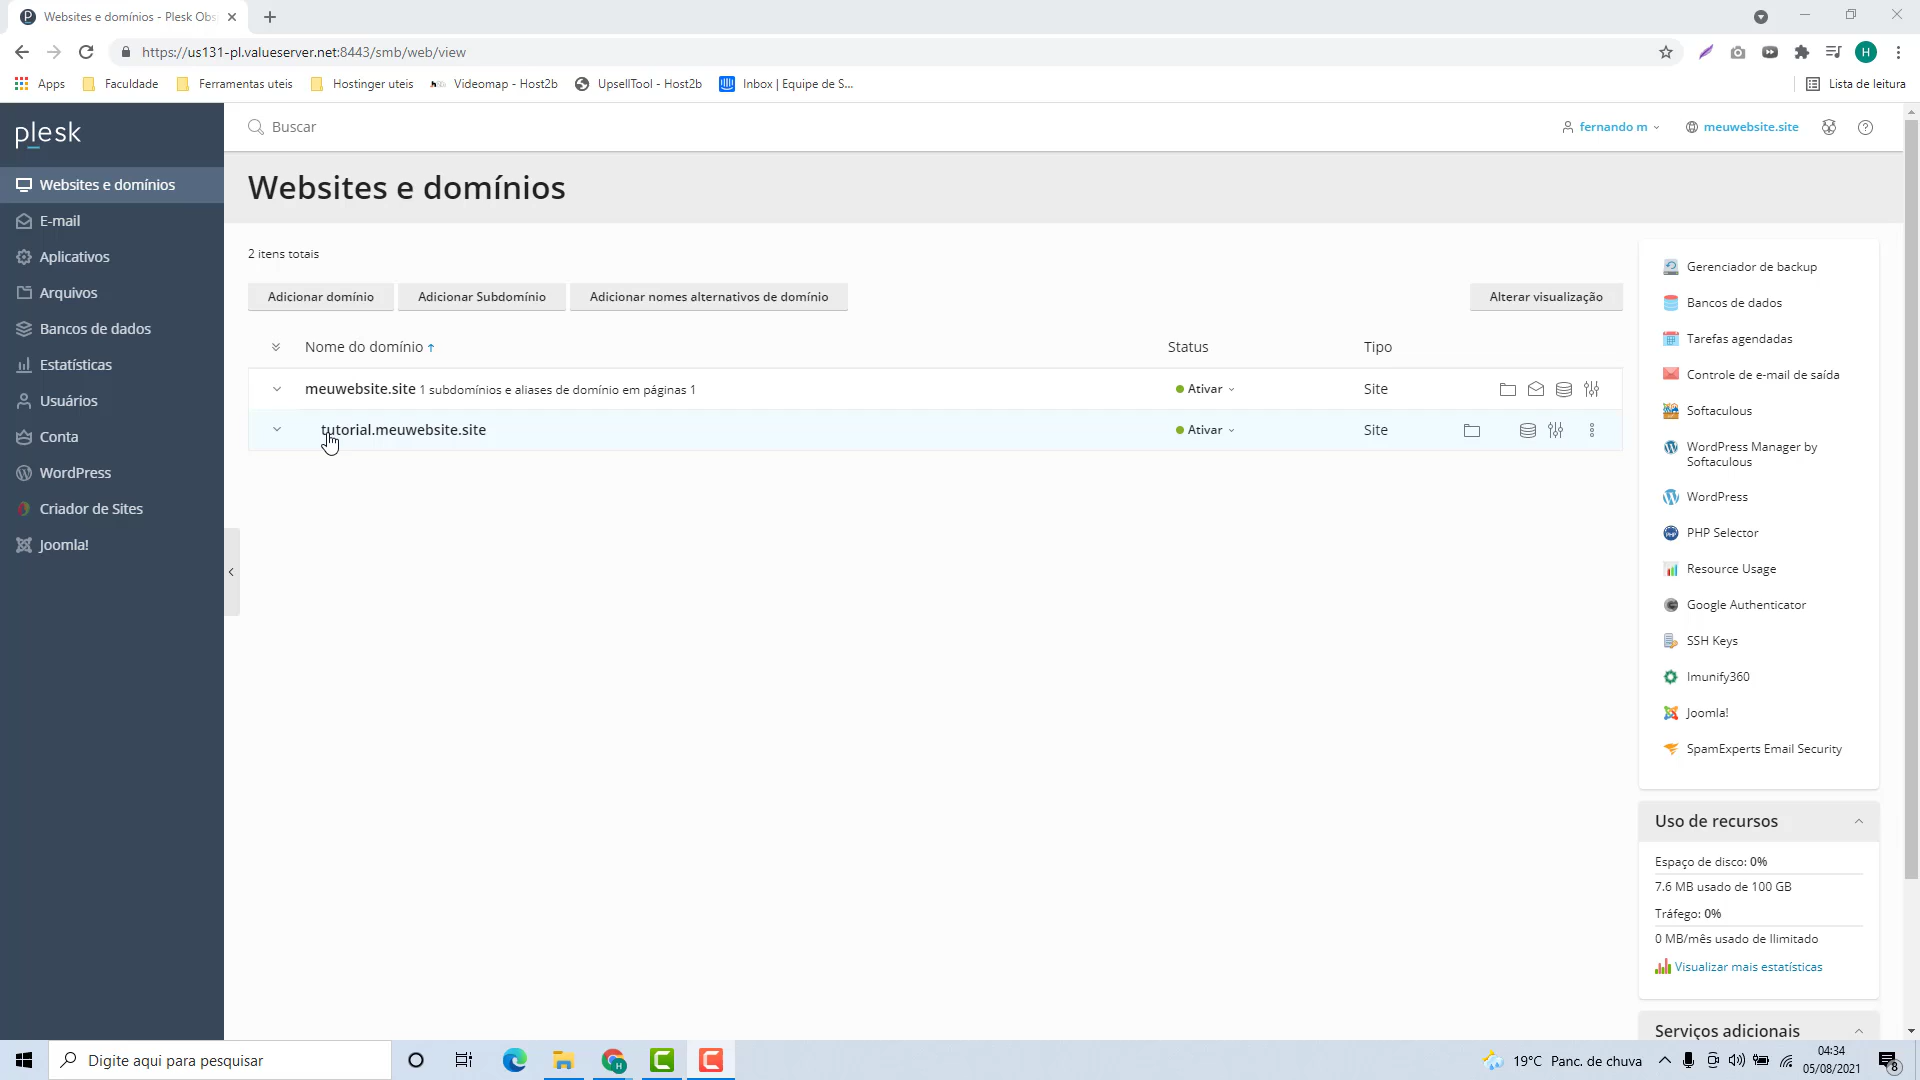 Websites e domínios - Plesk Obs
https://us131-pl.valueserver.net:8443/smb/web/view
H
Apps
Faculdade
Ferramentas uteis
Hostinger uteis
Videomap - Host2b
UpsellTool - Host2b
Inbox | Equipe de S...
Lista de leitura
plesk
Buscar
fernando m
meuwebsite.site
Websites e domínios
E-mail
Aplicativos
Arquivos
Bancos de dados
Estatísticas
Usuários
Conta
WordPress
Criador de Sites
Joomla!
Websites e domínios
2 itens totais
Adicionar domínio
Adicionar Subdomínio
Adicionar nomes alternativos de domínio
Alterar visualização
Nome do domínio
Status
Tipo
meuwebsite.site 1 subdomínios e aliases de domínio em páginas 1
Ativar
Site
tutorial.meuwebsite.site
Ativar
Site
Gerenciador de backup
Bancos de dados
Tarefas agendadas
Controle de e-mail de saída
Softaculous
WordPress Manager by
Softaculous
WordPress
PHP Selector
Resource Usage
Google Authenticator
SSH Keys
Imunify360
Joomla!
SpamExperts Email Security
Uso de recursos
Espaço de disco: 0%
7.6 MB usado de 100 GB
Tráfego: 0%
0 MB/mês usado de Ilimitado
Visualizar mais estatísticas
Serviços adicionais
Digite aqui para pesquisar
19°C Panc. de chuva
04:34
05/08/2021
8